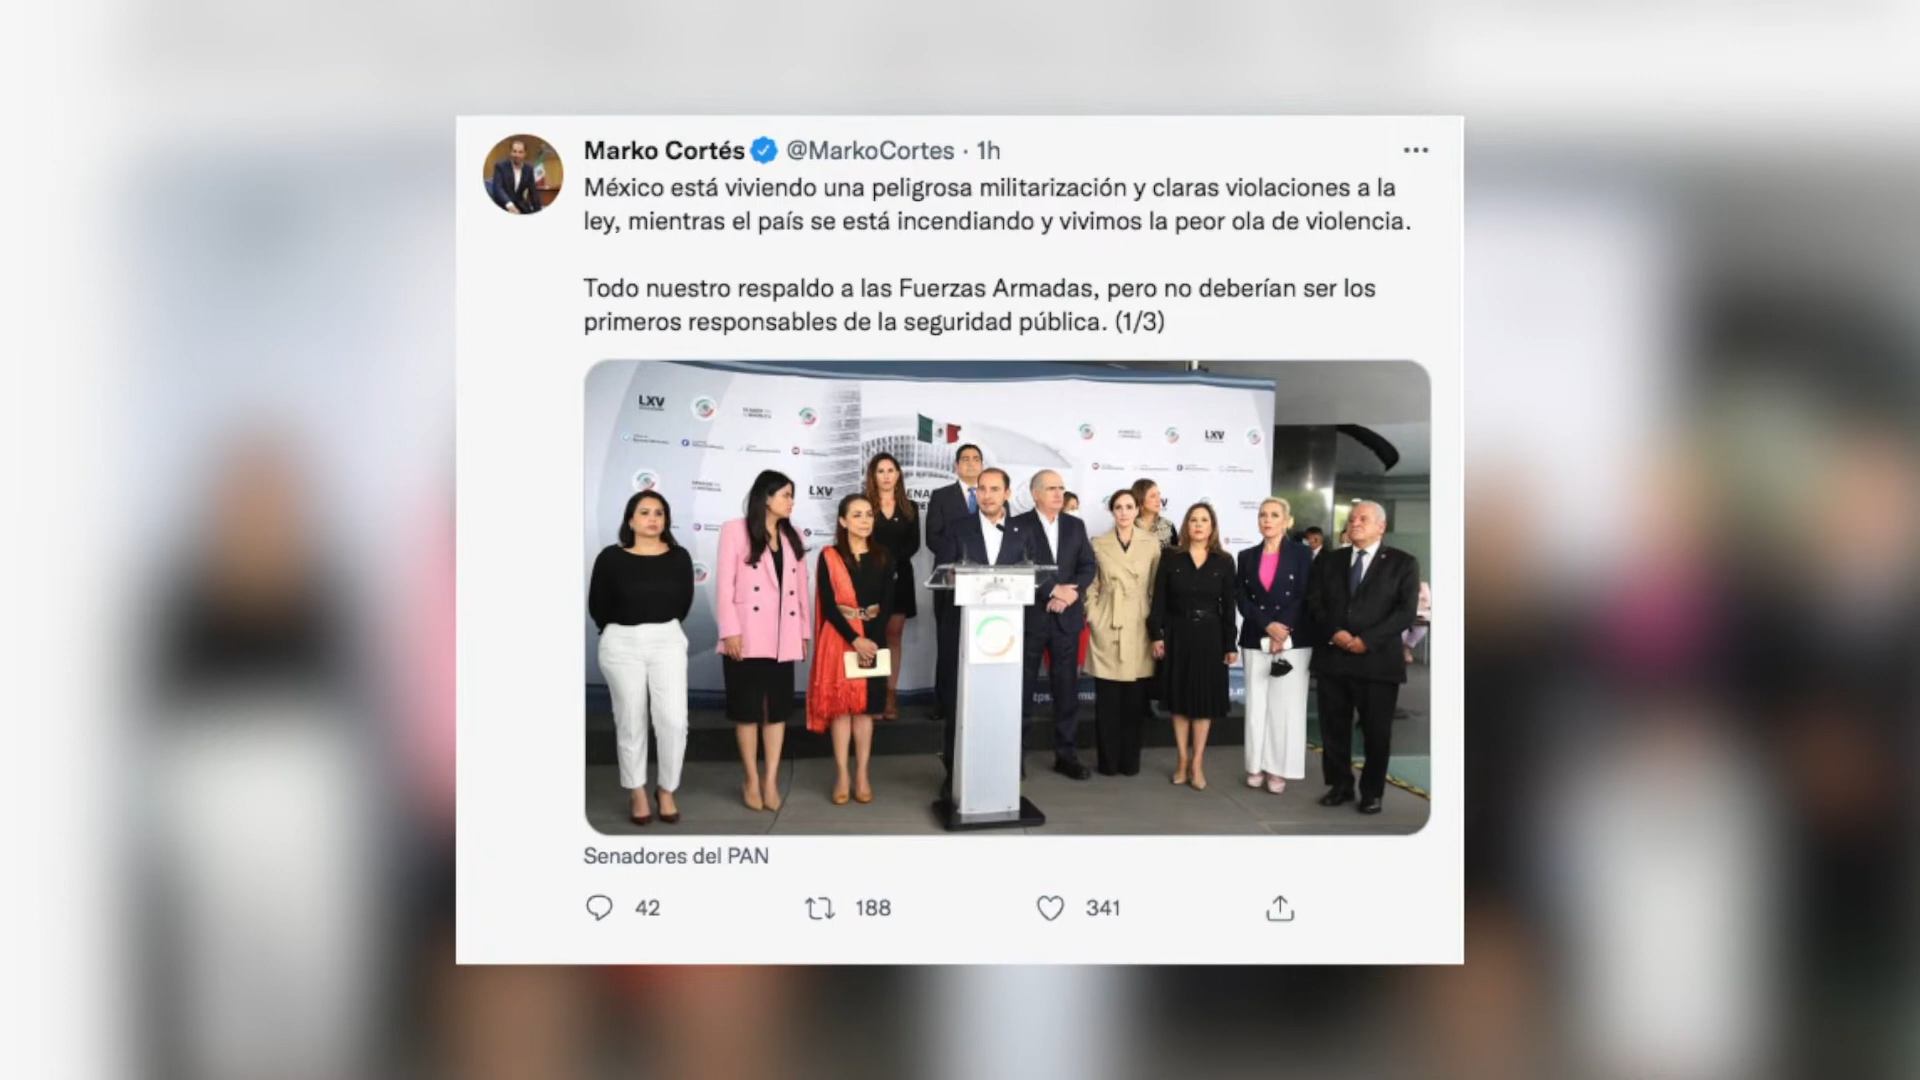 Marko Cortés @MarkoCortes · 1h
México está viviendo una peligrosa militarización y claras violaciones a la
ley, mientras el país se está incendiando y vivimos la peor ola de violencia.
Todo nuestro respaldo a las Fuerzas Armadas, pero no deberían ser los
primeros responsables de la seguridad pública. (1/3)
LXV
LXV
LXV
Senadores del PAN
42
188
341